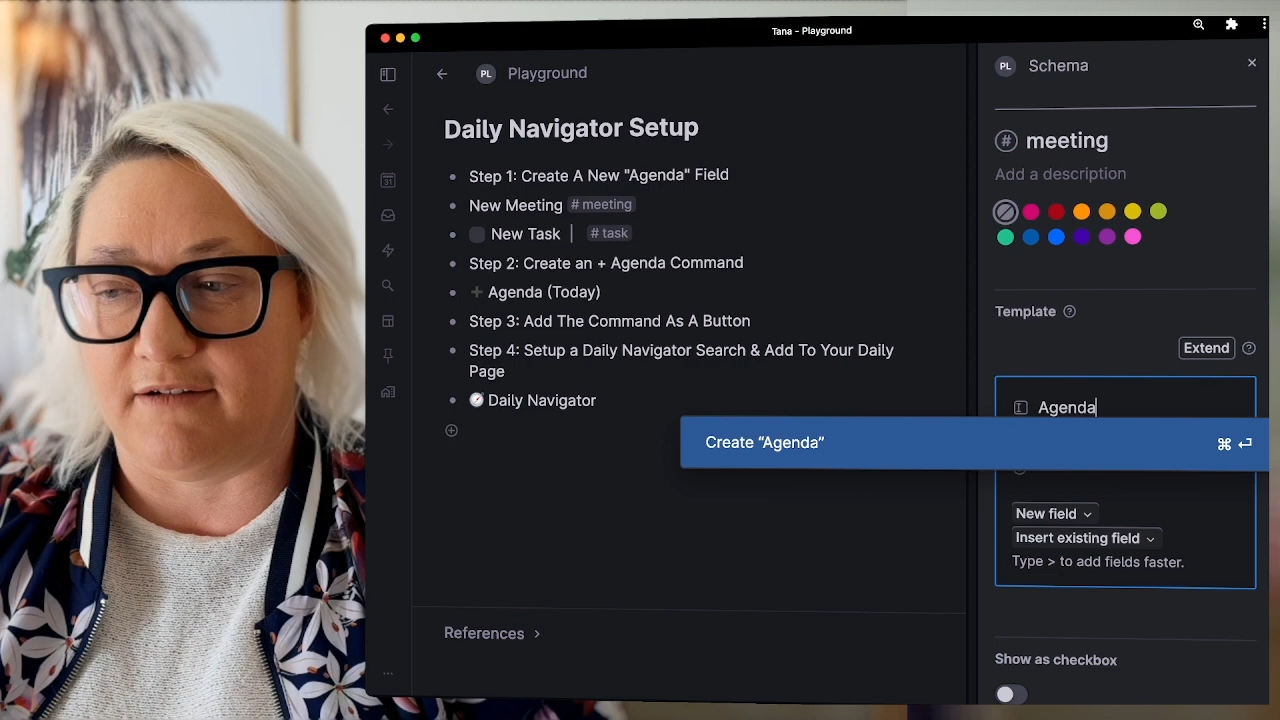 Tana - Playground
PL Playground
Daily Navigator Setup
Step 1: Create A New "Agenda" Field
New Meeting # meeting
New Task # task
Step 2: Create an + Agenda Command
Agenda (Today)
Step 3: Add The Command As A Button
Step 4: Setup a Daily Navigator Search & Add To Your Daily
Page
Daily Navigator
References
31
PL Schema
# meeting
Add a description
Template
Extend
Agenda
Create “Agenda” ⌘ ↵
New field
Insert existing field
Type > to add fields faster.
Show as checkbox